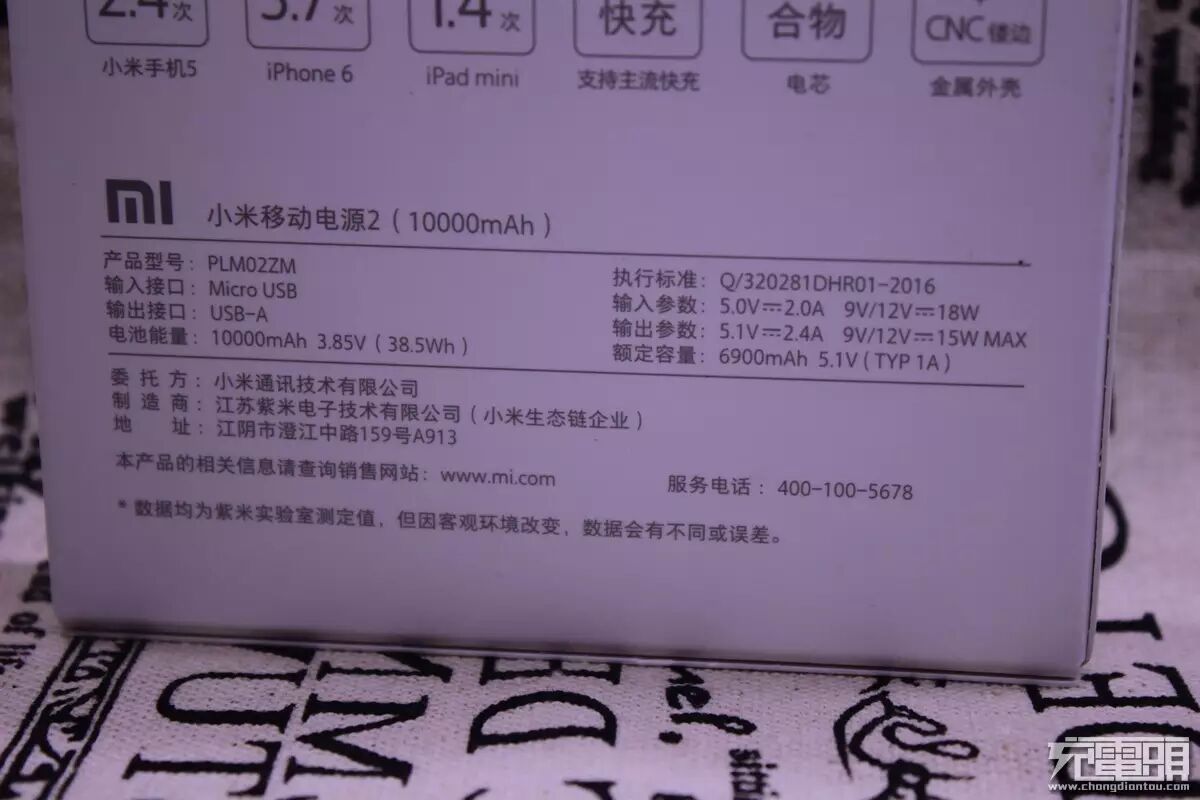 2.4次
3.7次
1.4次
快充
合物
CNC镂边
小米手机5
iPhone 6
iPad mini
支持主流快充
电芯
金属外壳
mi 小米移动电源2（10000mAh）
产品型号：PLM02ZM
输入接口：Micro USB
输出接口：USB-A
电池能量：10000mAh 3.85V（38.5Wh）
执行标准：Q/320281DHR01-2016
输入参数：5.0V⎓2.0A 9V/12V⎓18W
输出参数：5.1V⎓2.4A 9V/12V⎓15W MAX
额定容量：6900mAh 5.1V（TYP 1A）
委托方：小米通讯技术有限公司
制造商：江苏紫米电子技术有限公司（小米生态链企业）
地址：江阴市澄江中路159号A913
本产品的相关信息请查询销售网站：www.mi.com
服务电话：400-100-5678
*数据均为紫米实验室测定值，但因客观环境改变，数据会有不同或误差。
充電頭
www.chongdiantou.com